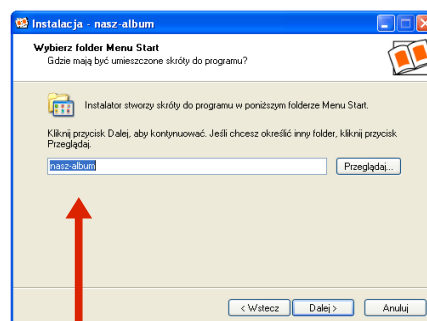 Instalacja - nasz-album
Wybierz folder Menu Start
Gdzie mają być umieszczone skróty do programu?
Instalator stworzy skróty do programu w poniższym folderze Menu Start.
Kliknij przycisk Dalej, aby kontynuować. Jeśli chcesz określić inny folder, kliknij przycisk
Przeglądaj.
nasz-album
Przeglądaj...
< Wstecz
Dalej >
Anuluj